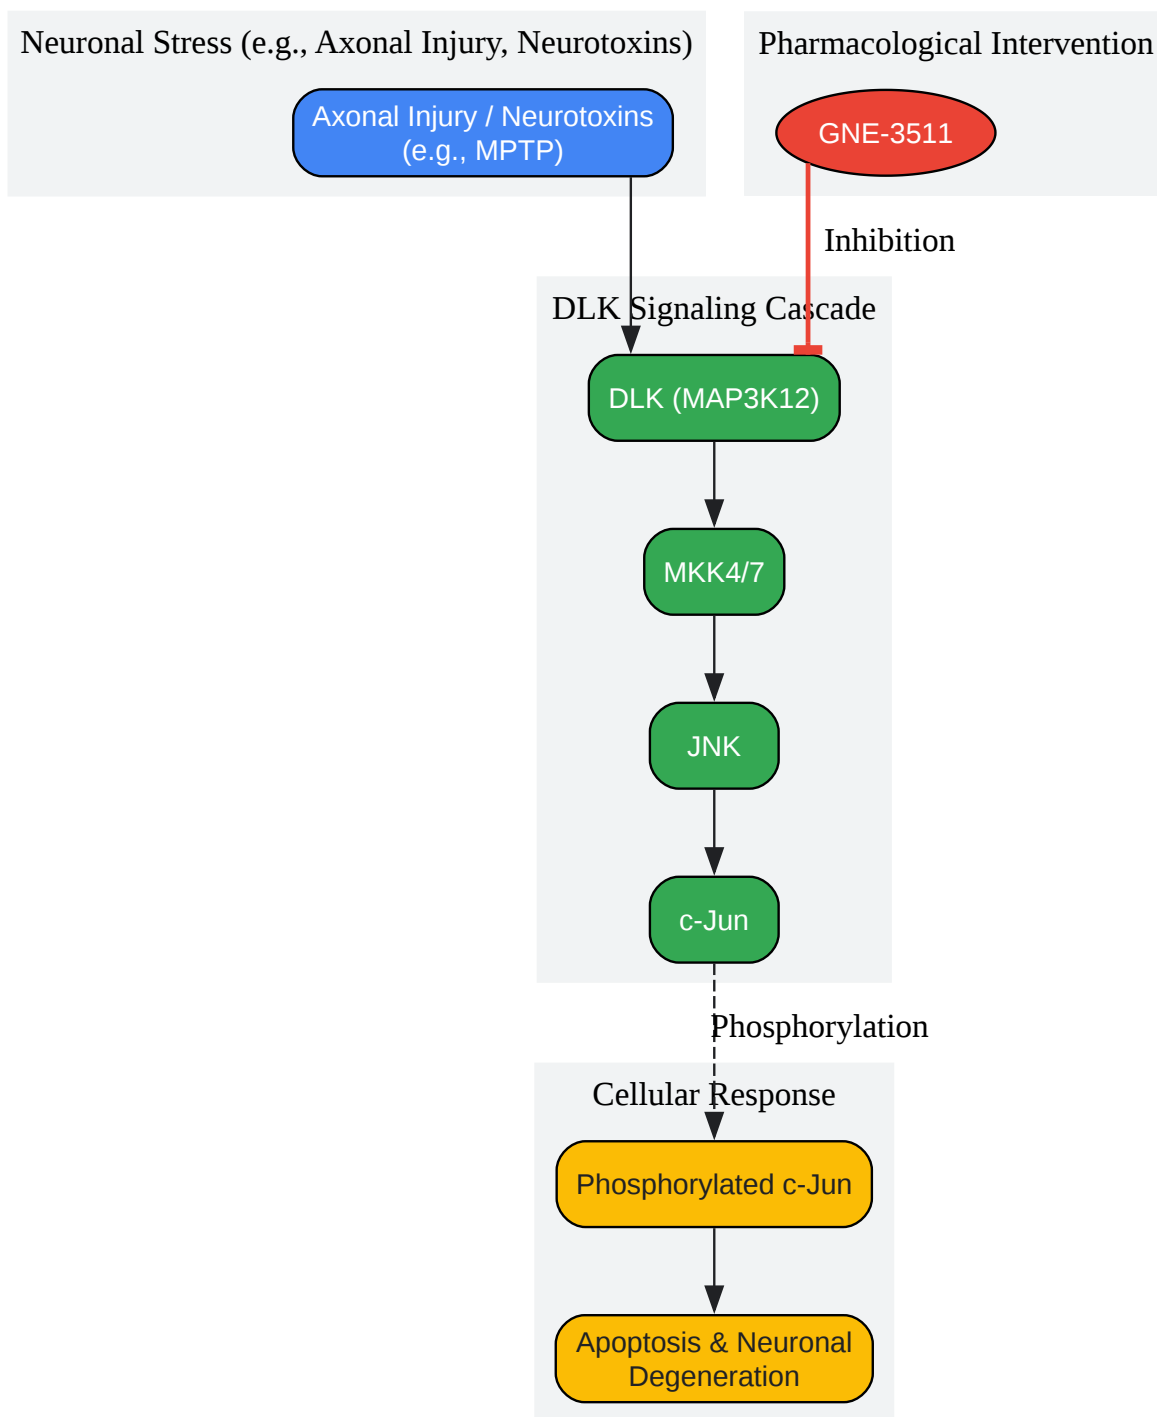 Neuronal Stress (e.g., Axonal Injury, Neurotoxins)
Pharmacological Intervention
Axonal Injury / Neurotoxins
(e.g., MPTP)
GNE-3511
Inhibition
DLK Signaling Cascade
DLK (MAP3K12)
MKK4/7
JNK
c-Jun
Phosphorylation
Cellular Response
Phosphorylated c-Jun
Apoptosis & Neuronal
Degeneration